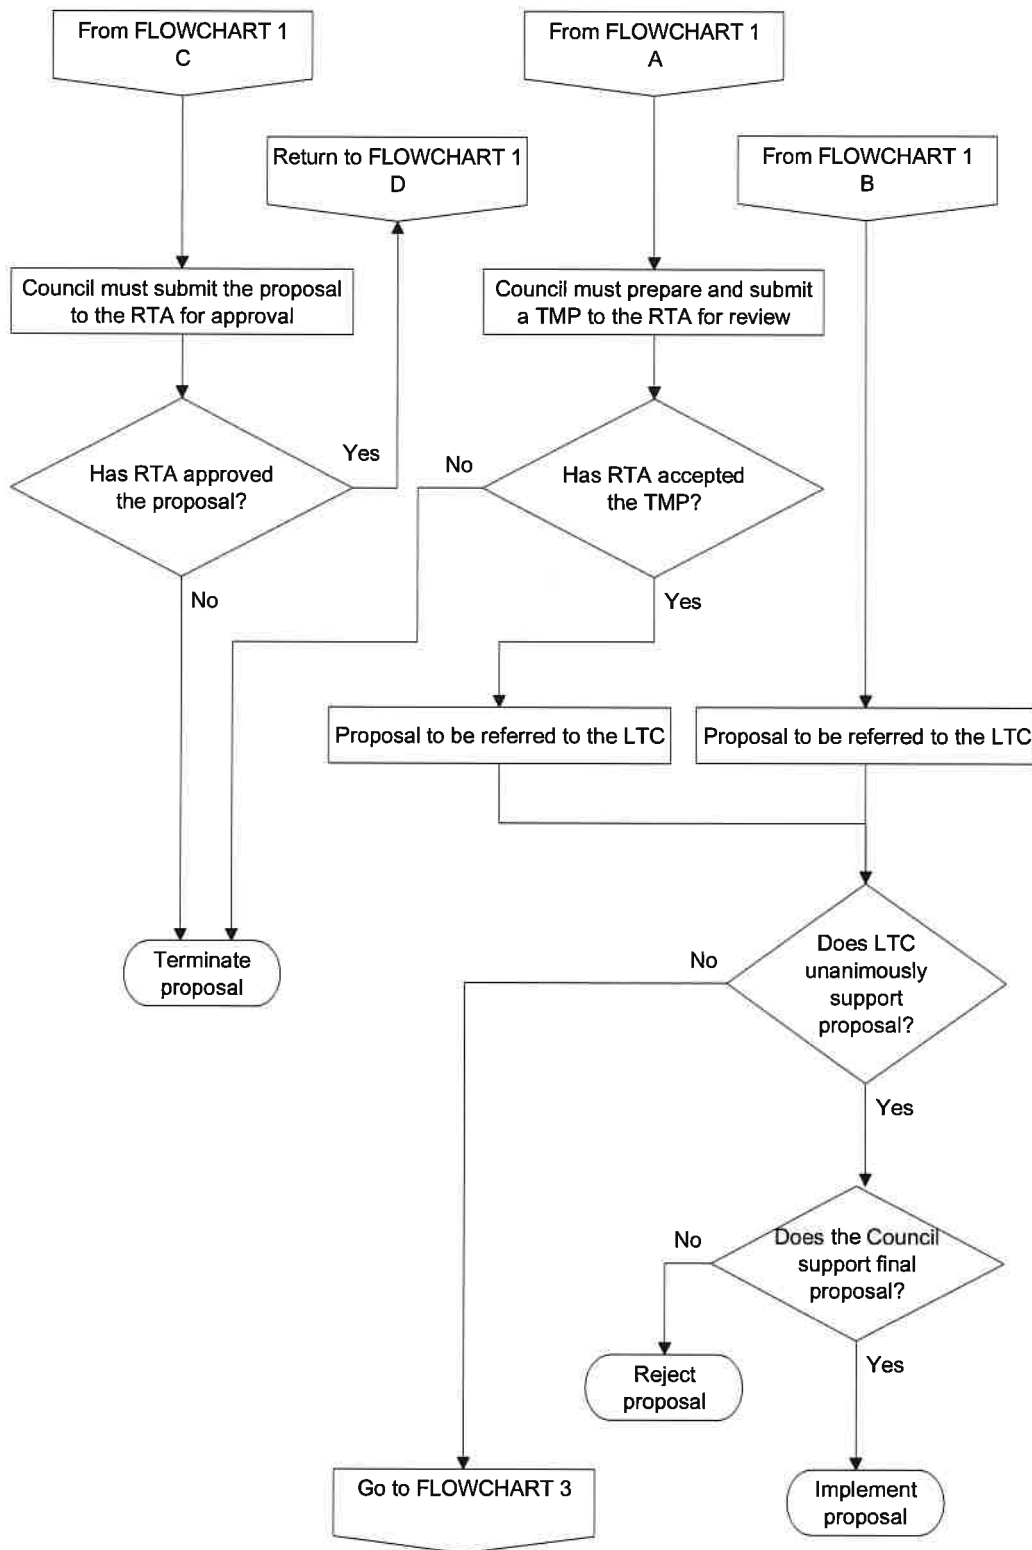 From FLOWCHART 1
C
From FLOWCHART 1
A
Return to FLOWCHART 1
D
From FLOWCHART 1
B
Council must submit the proposal
to the RTA for approval
Council must prepare and submit
a TMP to the RTA for review
Has RTA approved
the proposal?
Yes
No
No
Has RTA accepted
the TMP?
Yes
Proposal to be referred to the LTC
Proposal to be referred to the LTC
Terminate
proposal
Does LTC
unanimously
support
proposal?
No
Yes
Does the Council
support final
proposal?
No
Yes
Reject
proposal
Go to FLOWCHART 3
Implement
proposal